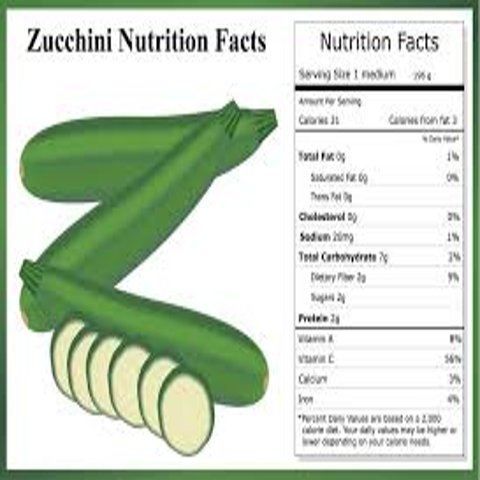 Zucchini Nutrition Facts
Nutrition Facts
Serving Size 1 medium 196 g
Amount Per Serving
Calories 31 Calories from fat 3
% Daily Value*
Total Fat 0g 1%
Saturated Fat 0g 0%
Trans Fat 0g
Cholesterol 0g 0%
Sodium 20mg 1%
Total Carbohydrate 7g 2%
Dietary Fiber 2g 9%
Sugars 2g
Protein 2g
Vitamin A 8%
Vitamin C 56%
Calcium 3%
Iron 4%
*Percent Daily Values are based on a 2,000
calorie diet. Your daily values may be higher or
lower depending on your calorie needs.